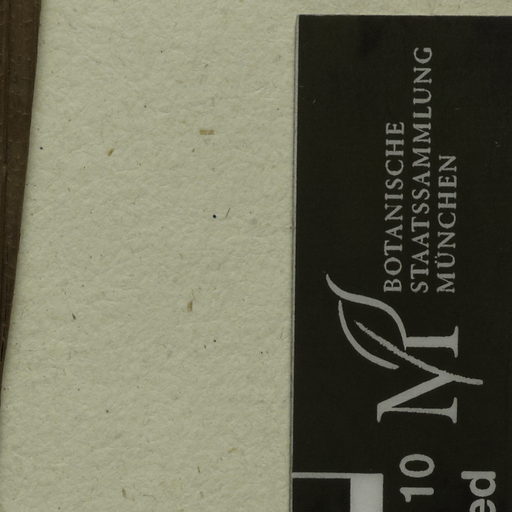 BOTANISCHE
STAATSSAMMLUNG
MÜNCHEN
M
10
ed